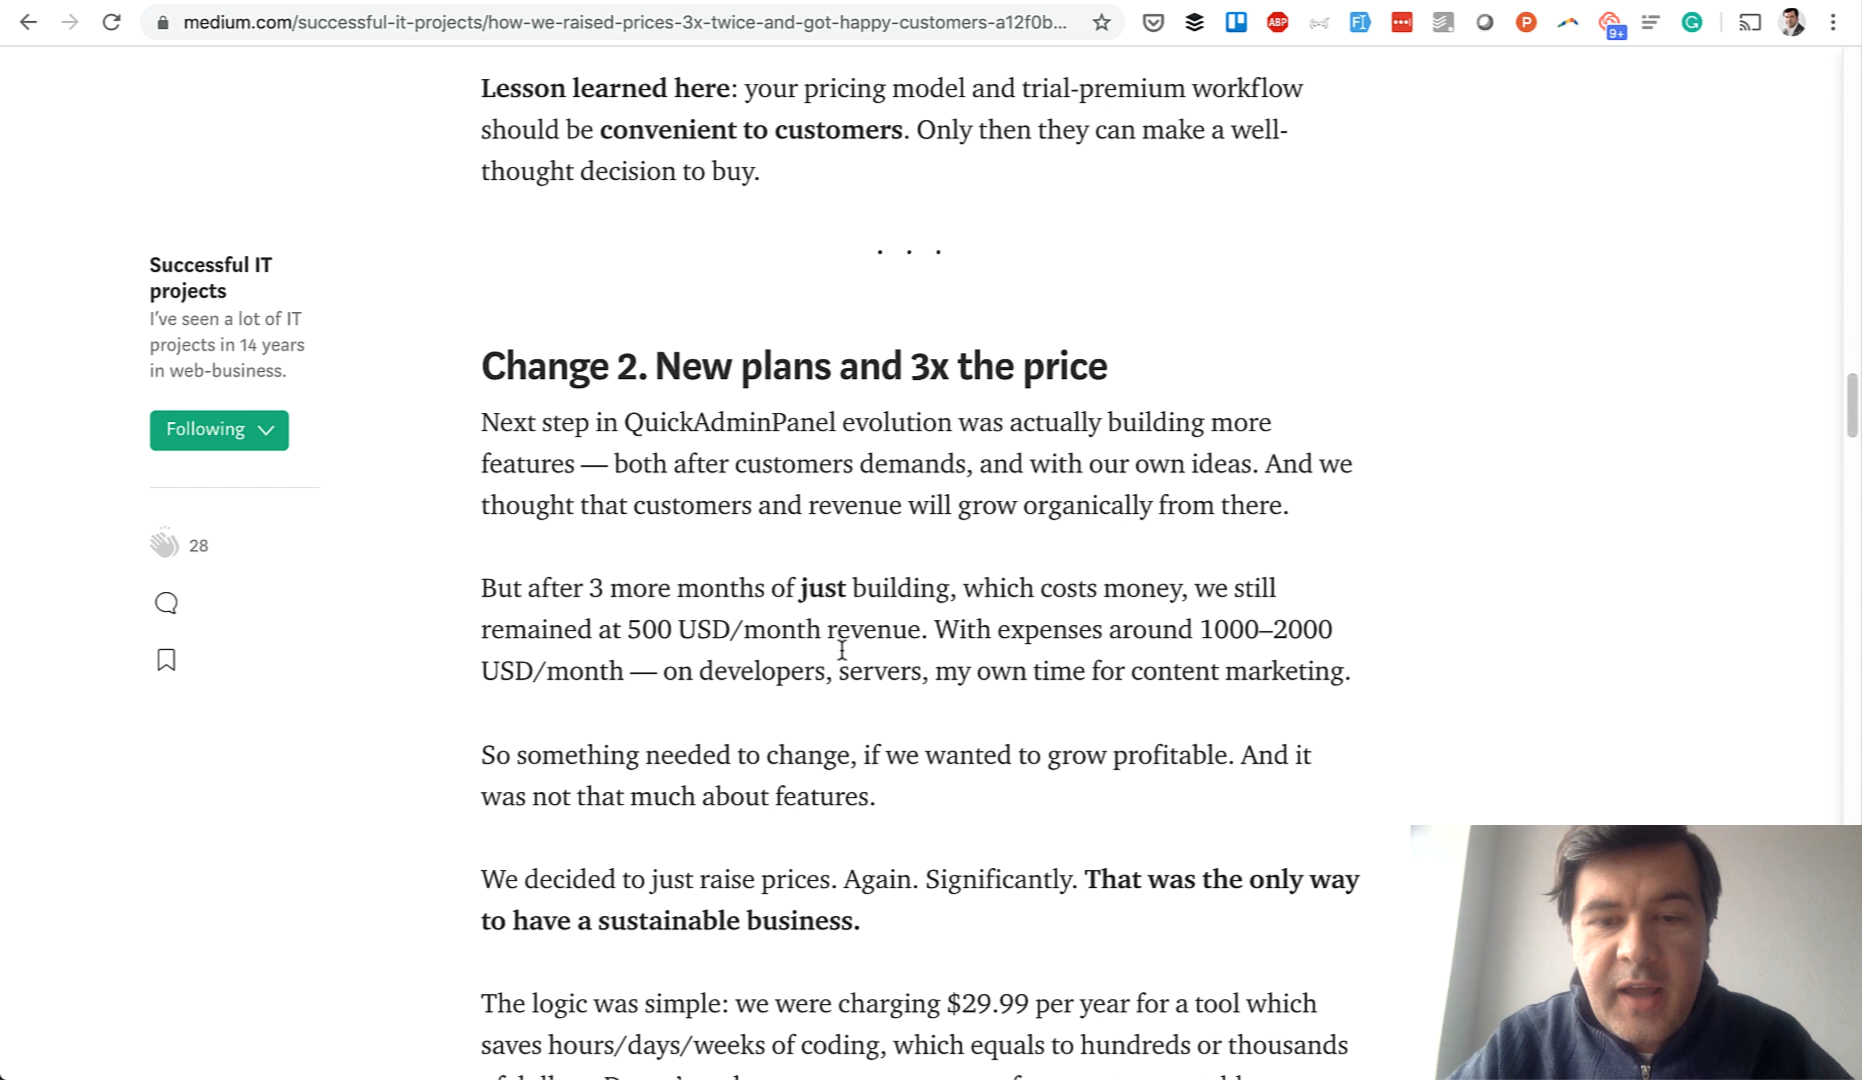 medium.com/successful-it-projects/how-we-raised-prices-3x-twice-and-got-happy-customers-a12f0b...
ABP
P
9+
G
Lesson learned here: your pricing model and trial-premium workflow
should be convenient to customers. Only then they can make a well-
thought decision to buy.
. . .
Successful IT
projects
I've seen a lot of IT
projects in 14 years
in web-business.
Following
28
Change 2. New plans and 3x the price
Next step in QuickAdminPanel evolution was actually building more
features — both after customers demands, and with our own ideas. And we
thought that customers and revenue will grow organically from there.
But after 3 more months of just building, which costs money, we still
remained at 500 USD/month revenue. With expenses around 1000–2000
USD/month — on developers, servers, my own time for content marketing.
So something needed to change, if we wanted to grow profitable. And it
was not that much about features.
We decided to just raise prices. Again. Significantly. That was the only way
to have a sustainable business.
The logic was simple: we were charging $29.99 per year for a tool which
saves hours/days/weeks of coding, which equals to hundreds or thousands